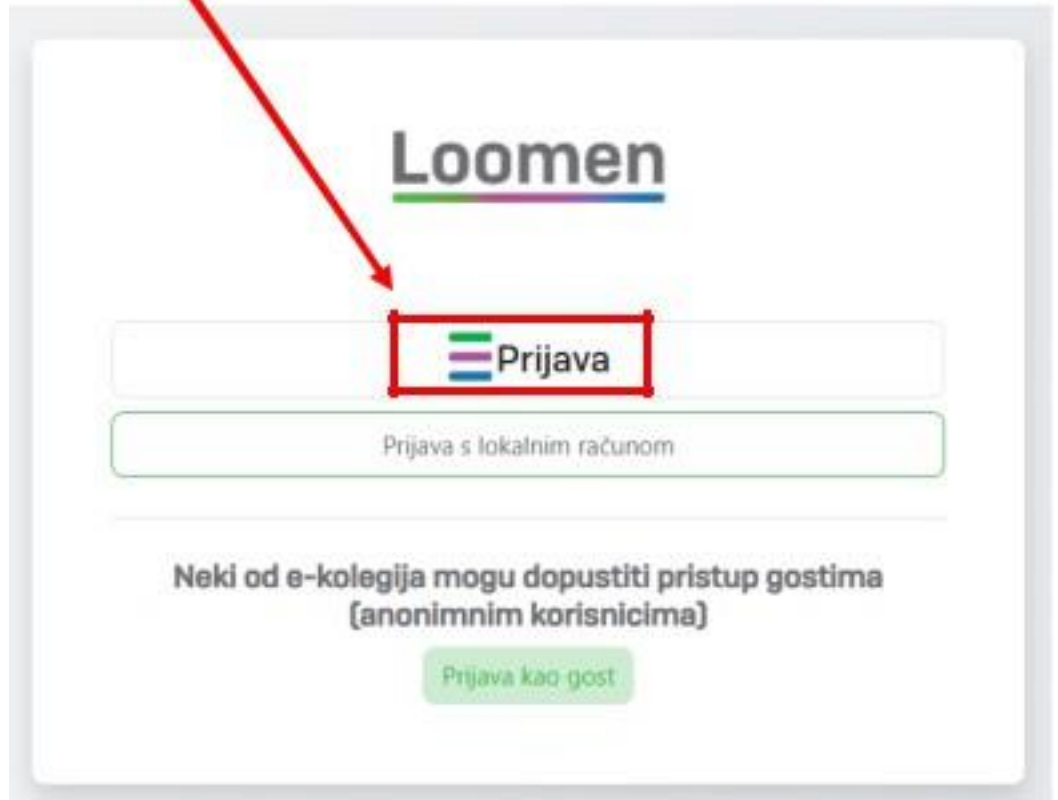 Loomen
Prijava
Prijava s lokalnim računom
Neki od e-kolegija mogu dopustiti pristup gostima
(anonimnim korisnicima)
Prijava kao gost